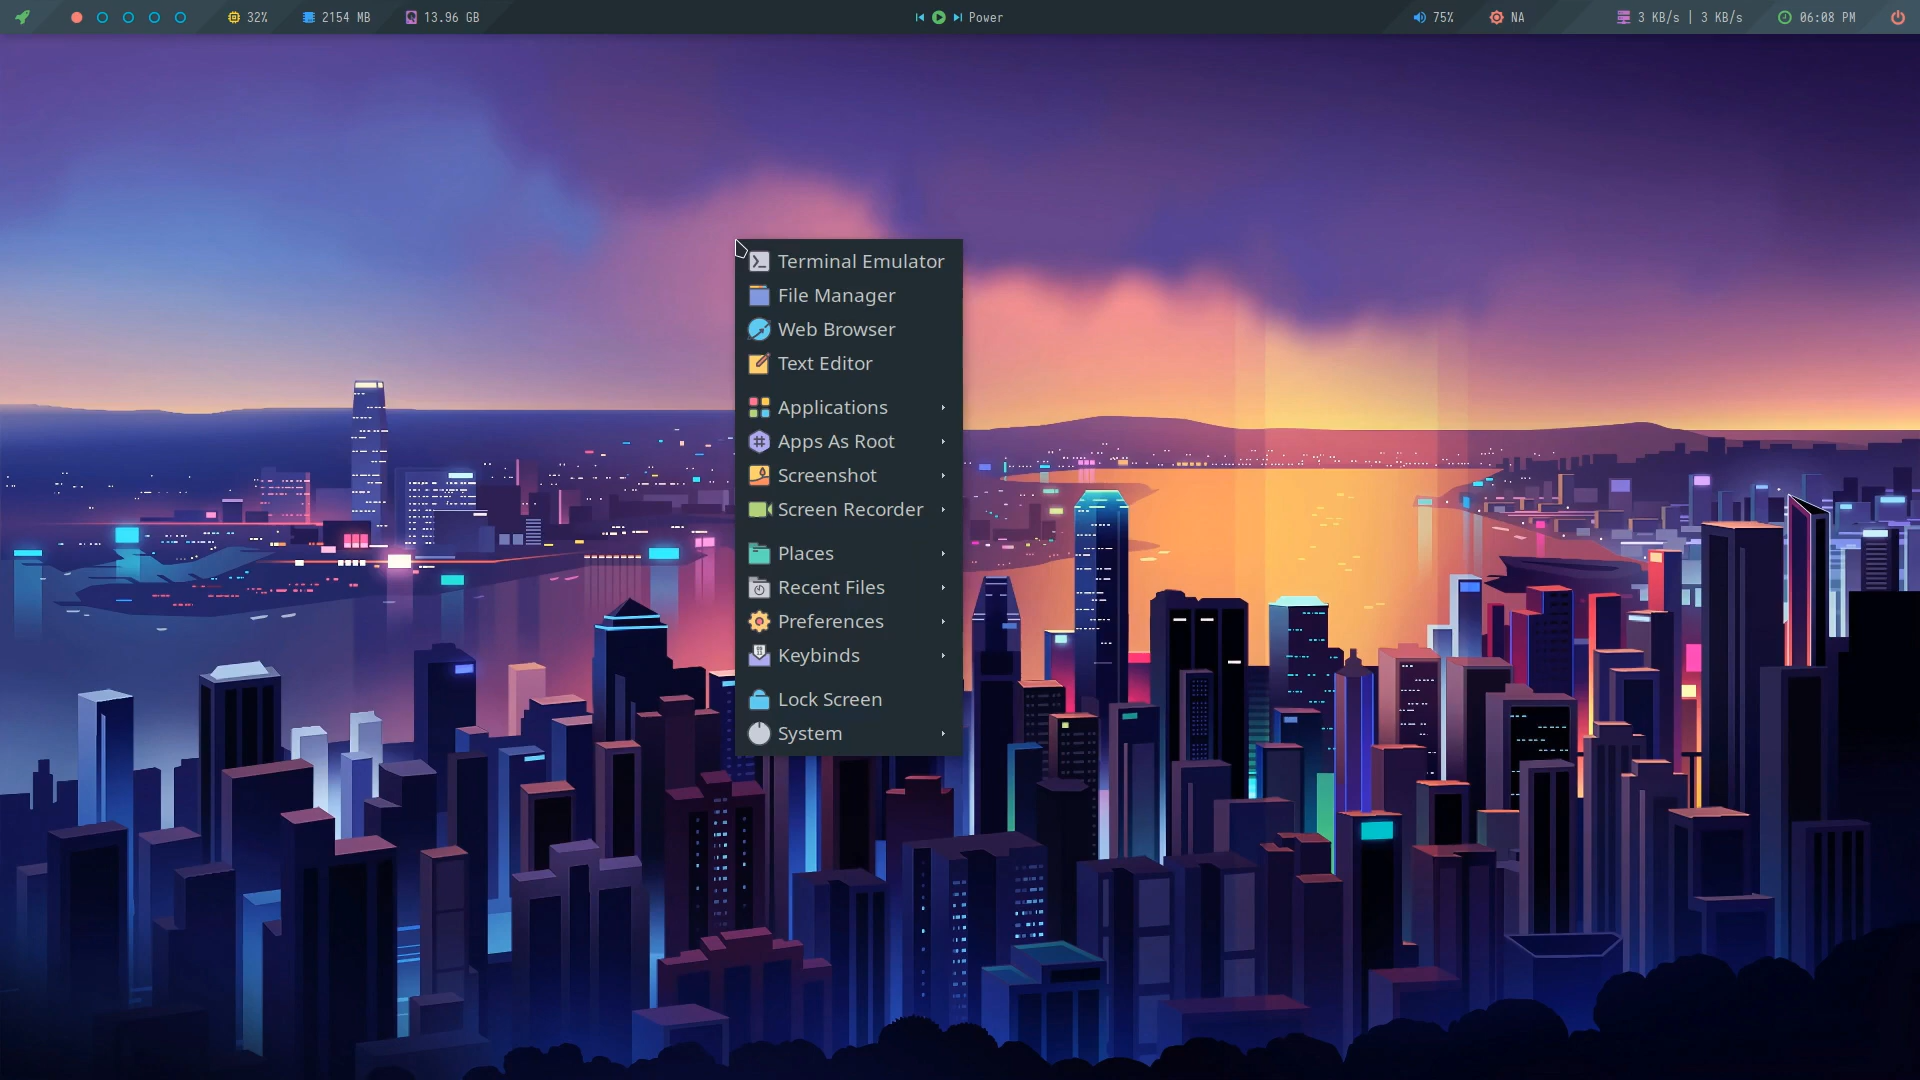 32% 2154 MB 13.96 GB Power 75% NA 3 KB/s | 3 KB/s 06:08 PM
Terminal Emulator
File Manager
Web Browser
Text Editor
Applications
Apps As Root
Screenshot
Screen Recorder
Places
Recent Files
Preferences
Keybinds
Lock Screen
System